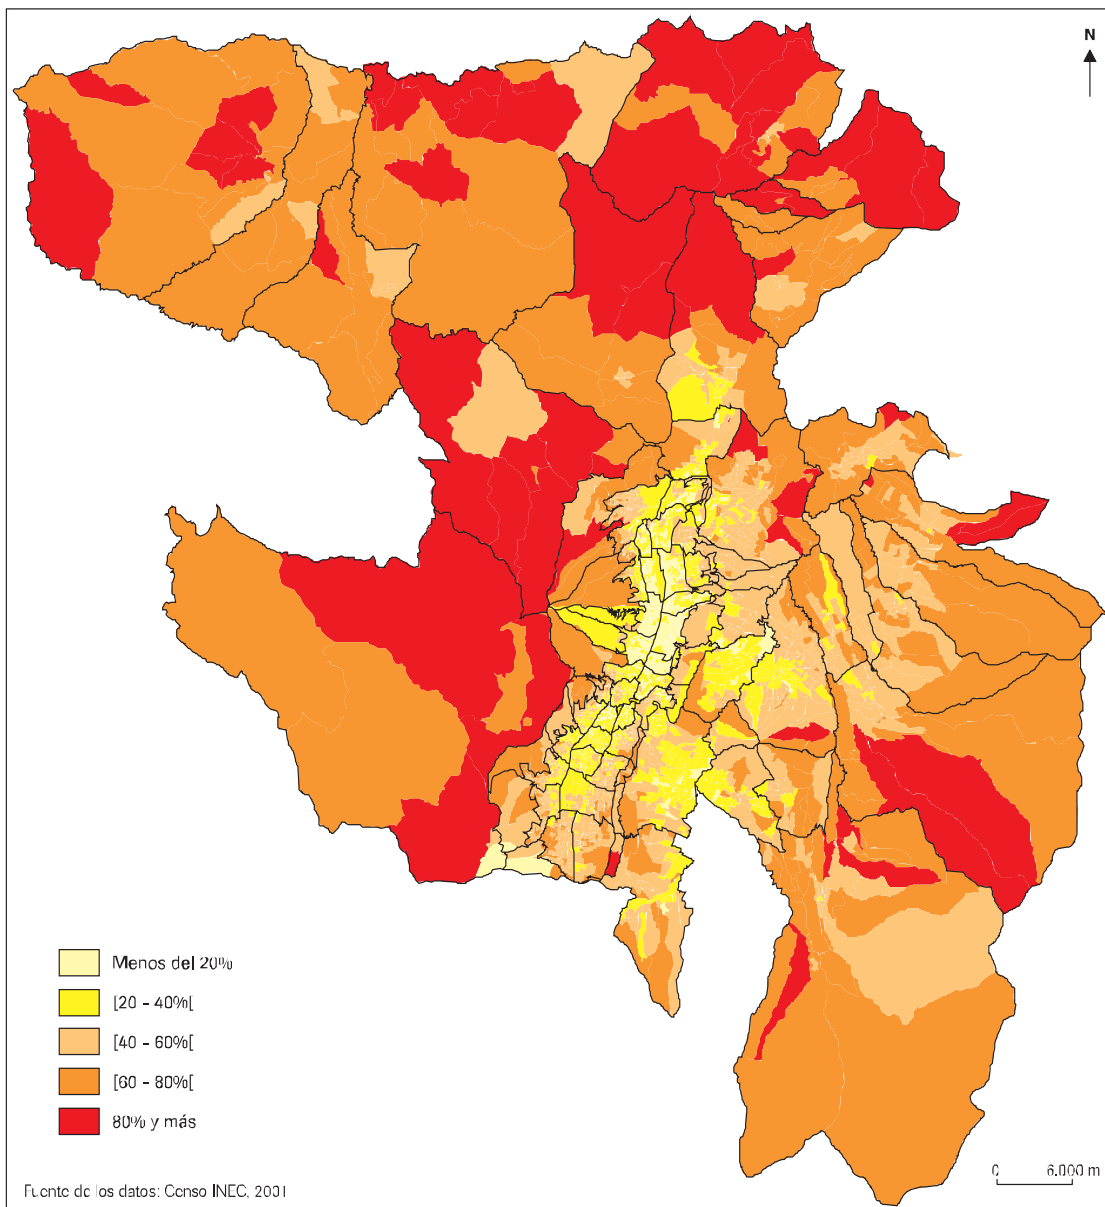 N
Menos del 20%
[20 - 40%[
[40 - 60%[
[60 - 80%[
80% y más
0 6.000 m
Fuente de los datos: Censo INEC, 2001